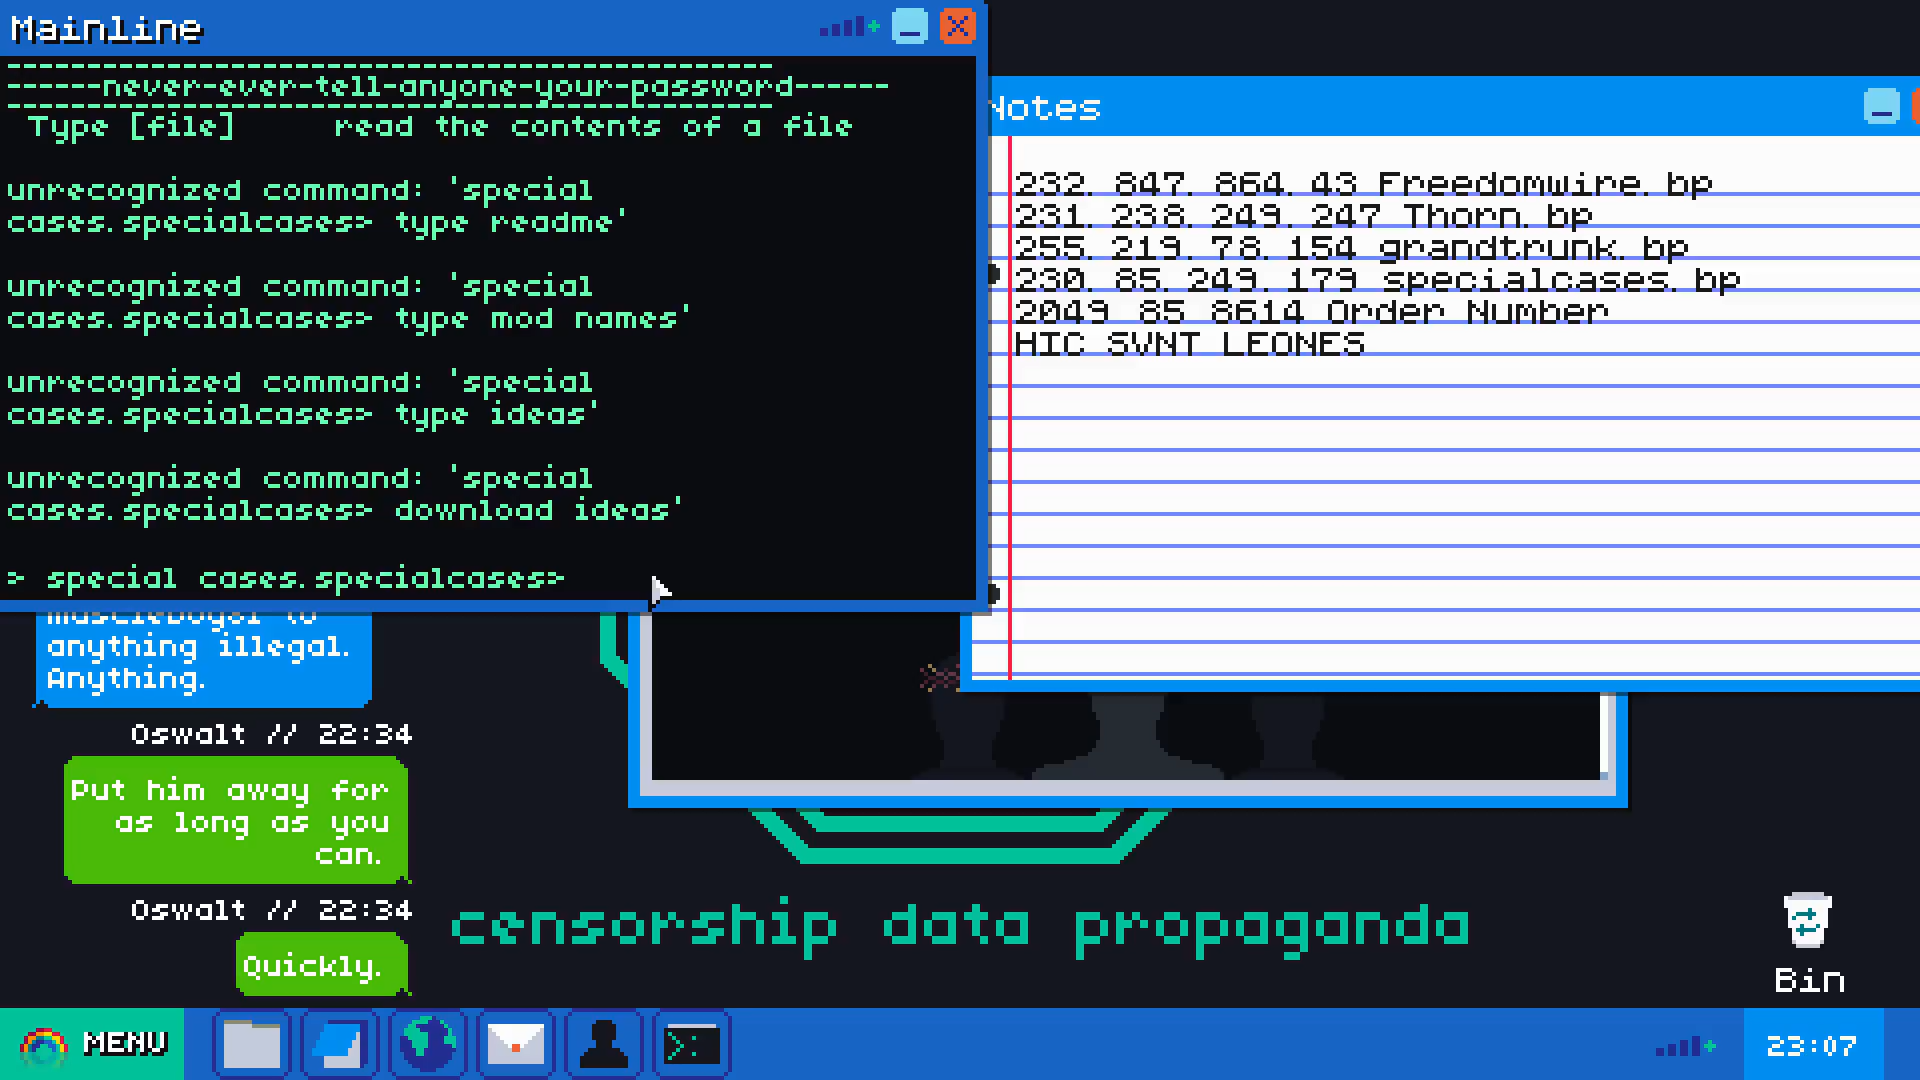 Mainline
------never-ever-tell-anyone-your-password------
Type [file] read the contents of a file
unrecognized command: 'special
cases.specialcases> type readme'
unrecognized command: 'special
cases.specialcases> type mod names'
unrecognized command: 'special
cases.specialcases> type ideas'
unrecognized command: 'special
cases.specialcases> download ideas'
> special cases.specialcases>
Notes
232. 847. 864. 43 Freedomwire.bp
231. 238. 249. 247 Thorn.bp
255. 219. 78. 154 grandtrunk.bp
230. 85. 249. 179 specialcases.bp
2049 85 8614 Order Number
HIC SVNT LEONES
anything illegal.
Anything.
Oswalt // 22:34
Put him away for
as long as you
can.
Oswalt // 22:34
Quickly.
censorship data propaganda
Bin
MENU
23:07